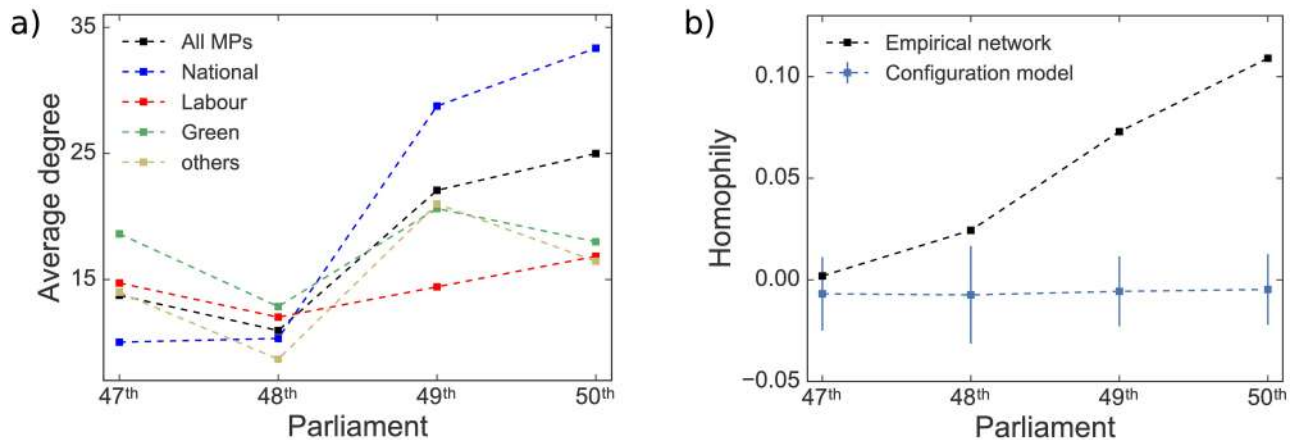 a)
35
25
15
Average degree
All MPs
National
Labour
Green
others
47th
48th
49th
50th
Parliament
b)
0.10
0.05
0.00
−0.05
Homophily
Empirical network
Configuration model
47th
48th
49th
50th
Parliament